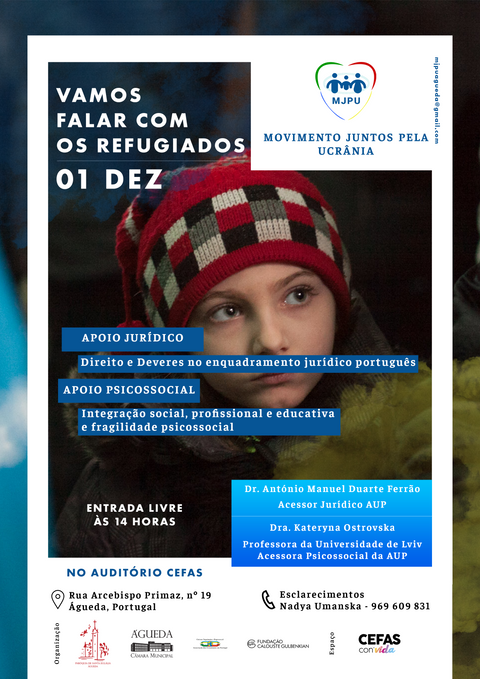 VAMOS
FALAR COM
OS REFUGIADOS
01 DEZ
MJPU
MOVIMENTO JUNTOS PELA
UCRÂNIA
mjpuagueda@gmail.com
APOIO JURÍDICO
Direito e Deveres no enquadramento jurídico português
APOIO PSICOSSOCIAL
Integração social, profissional e educativa
e fragilidade psicossocial
Dr. António Manuel Duarte Ferrão
Acessor Jurídico AUP
Dra. Kateryna Ostrovska
Professora da Universidade de Lviv
Acessora Psicossocial da AUP
ENTRADA LIVRE
ÀS 14 HORAS
NO AUDITÓRIO CEFAS
Rua Arcebispo Primaz, nº 19
Águeda, Portugal
Esclarecimentos
Nadya Umanska - 969 609 831
Organização
ÁGUEDA
CÂMARA MUNICIPAL
FUNDAÇÃO
CALOUSTE GULBENKIAN
Espaço
CEFAS
con vida